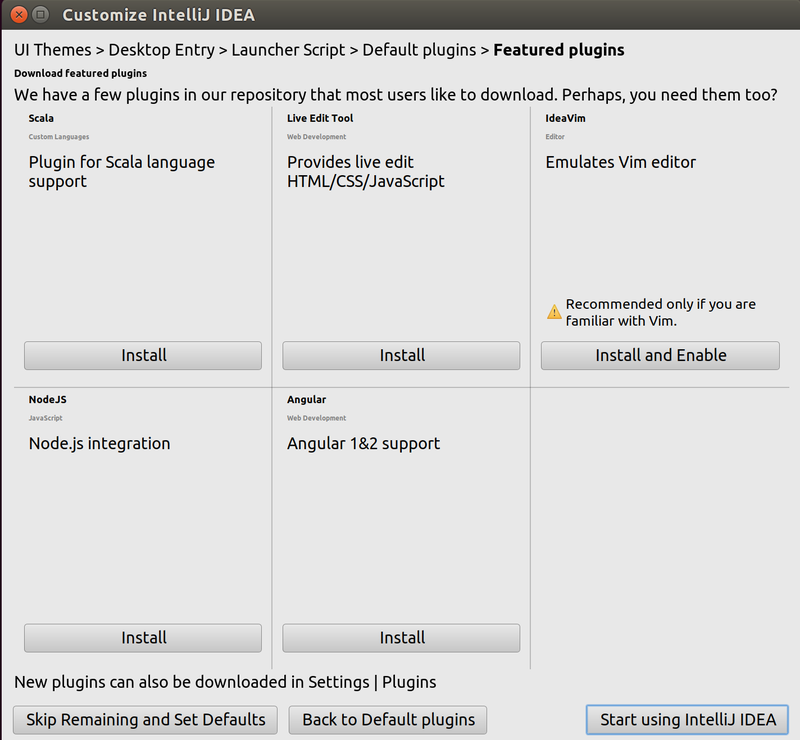 Customize IntelliJ IDEA
UI Themes > Desktop Entry > Launcher Script > Default plugins > Featured plugins
Download featured plugins
We have a few plugins in our repository that most users like to download. Perhaps, you need them too?
Scala
Custom Languages
Plugin for Scala language
support
Install
Live Edit Tool
Web Development
Provides live edit
HTML/CSS/JavaScript
Install
IdeaVim
Editor
Emulates Vim editor
Recommended only if you are
familiar with Vim.
Install and Enable
NodeJS
JavaScript
Node.js integration
Install
Angular
Web Development
Angular 1&2 support
Install
New plugins can also be downloaded in Settings | Plugins
Skip Remaining and Set Defaults
Back to Default plugins
Start using IntelliJ IDEA